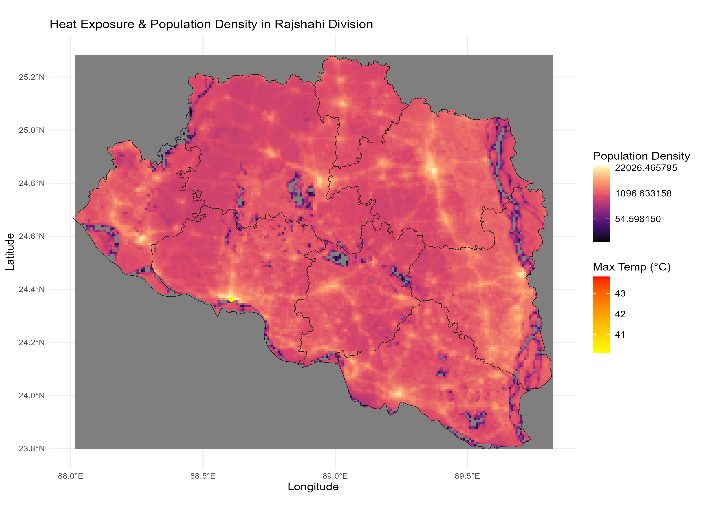 Heat Exposure & Population Density in Rajshahi Division
25.2°N
25.0°N
24.8°N
24.6°N
24.4°N
24.2°N
24.0°N
23.8°N
Latitude
88.0°E
88.5°E
89.0°E
89.5°E
Longitude
Population Density
22026.465795
1096.633158
54.598150
Max Temp (°C)
43
42
41